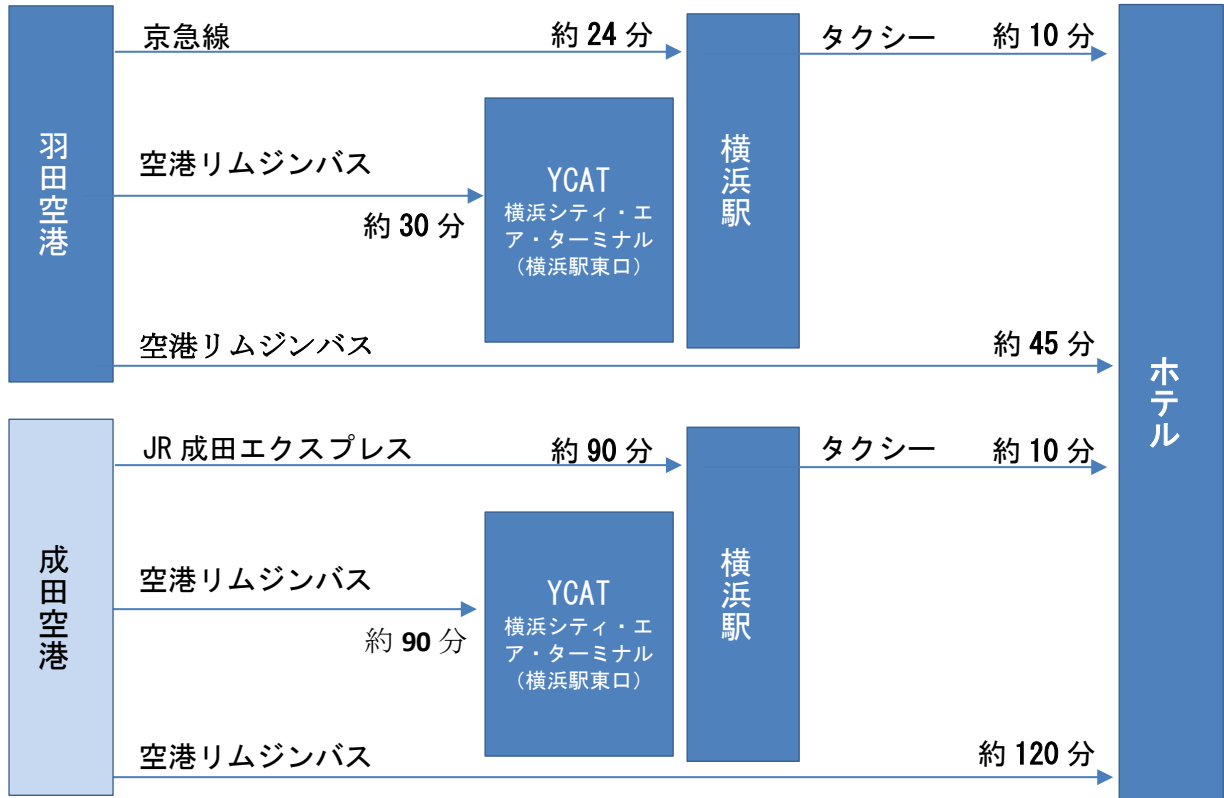 京急線
約 24 分
タクシー
約 10 分
羽田空港
空港リムジンバス
約 30 分
YCAT
横浜シティ・エ
ア・ターミナル
（横浜駅東口）
横浜駅
空港リムジンバス
約 45 分
ホテル
JR 成田エクスプレス
約 90 分
タクシー
約 10 分
成田空港
空港リムジンバス
約 90 分
YCAT
横浜シティ・エ
ア・ターミナル
（横浜駅東口）
横浜駅
空港リムジンバス
約 120 分